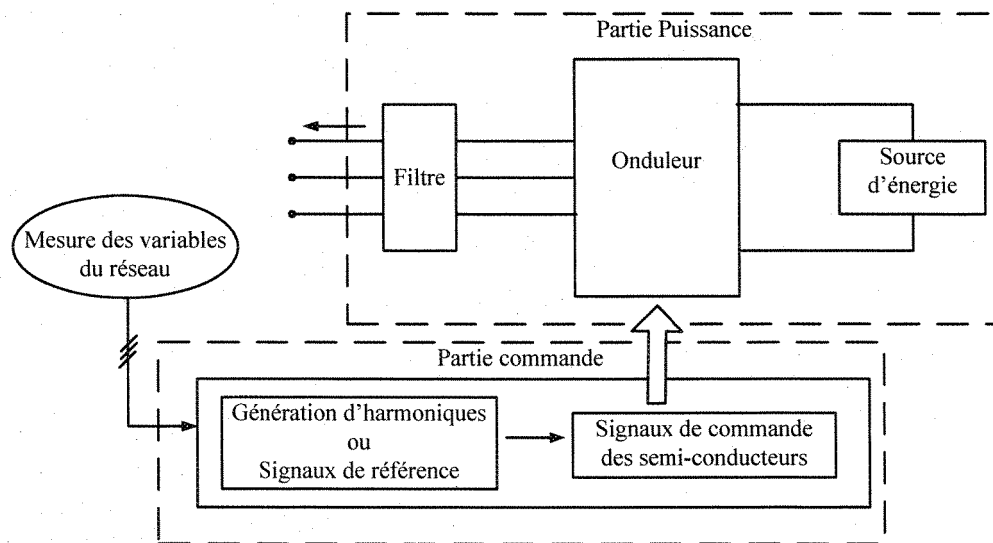 Partie Puissance
Filtre
Onduleur
Source
d'énergie
Mesure des variables
du réseau
Partie commande
Génération d'harmoniques
ou
Signaux de référence
Signaux de commande
des semi-conducteurs